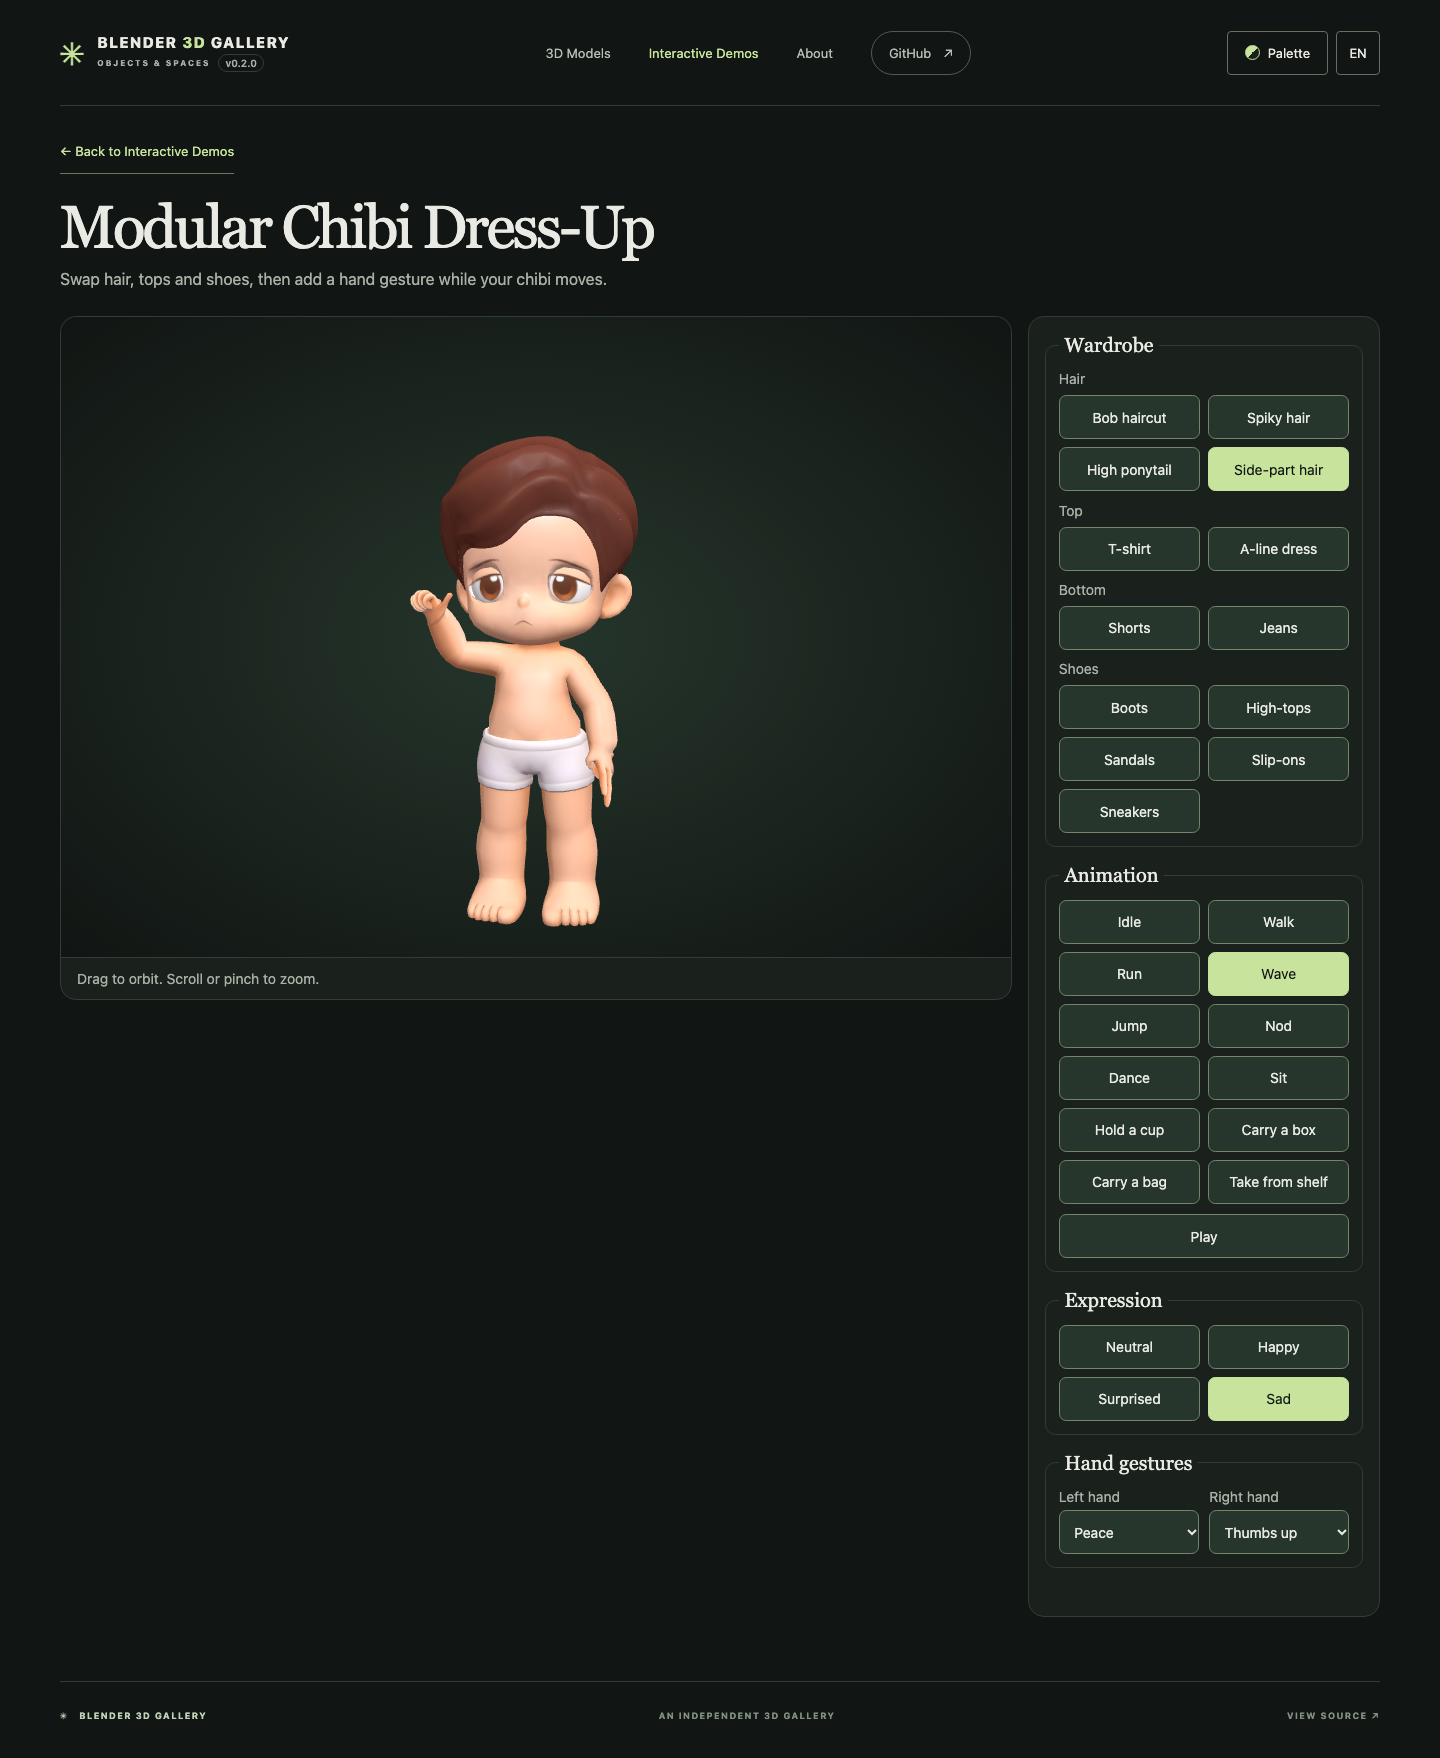 BLENDER 3D GALLERY
OBJECTS & SPACES v0.2.0
3D Models
Interactive Demos
About
GitHub ↗
Palette
EN
← Back to Interactive Demos
Modular Chibi Dress-Up
Swap hair, tops and shoes, then add a hand gesture while your chibi moves.
Drag to orbit. Scroll or pinch to zoom.
Wardrobe
Hair
Bob haircut
Spiky hair
High ponytail
Side-part hair
Top
T-shirt
A-line dress
Bottom
Shorts
Jeans
Shoes
Boots
High-tops
Sandals
Slip-ons
Sneakers
Animation
Idle
Walk
Run
Wave
Jump
Nod
Dance
Sit
Hold a cup
Carry a box
Carry a bag
Take from shelf
Play
Expression
Neutral
Happy
Surprised
Sad
Hand gestures
Left hand
Right hand
Peace
Thumbs up
BLENDER 3D GALLERY
AN INDEPENDENT 3D GALLERY
VIEW SOURCE ↗